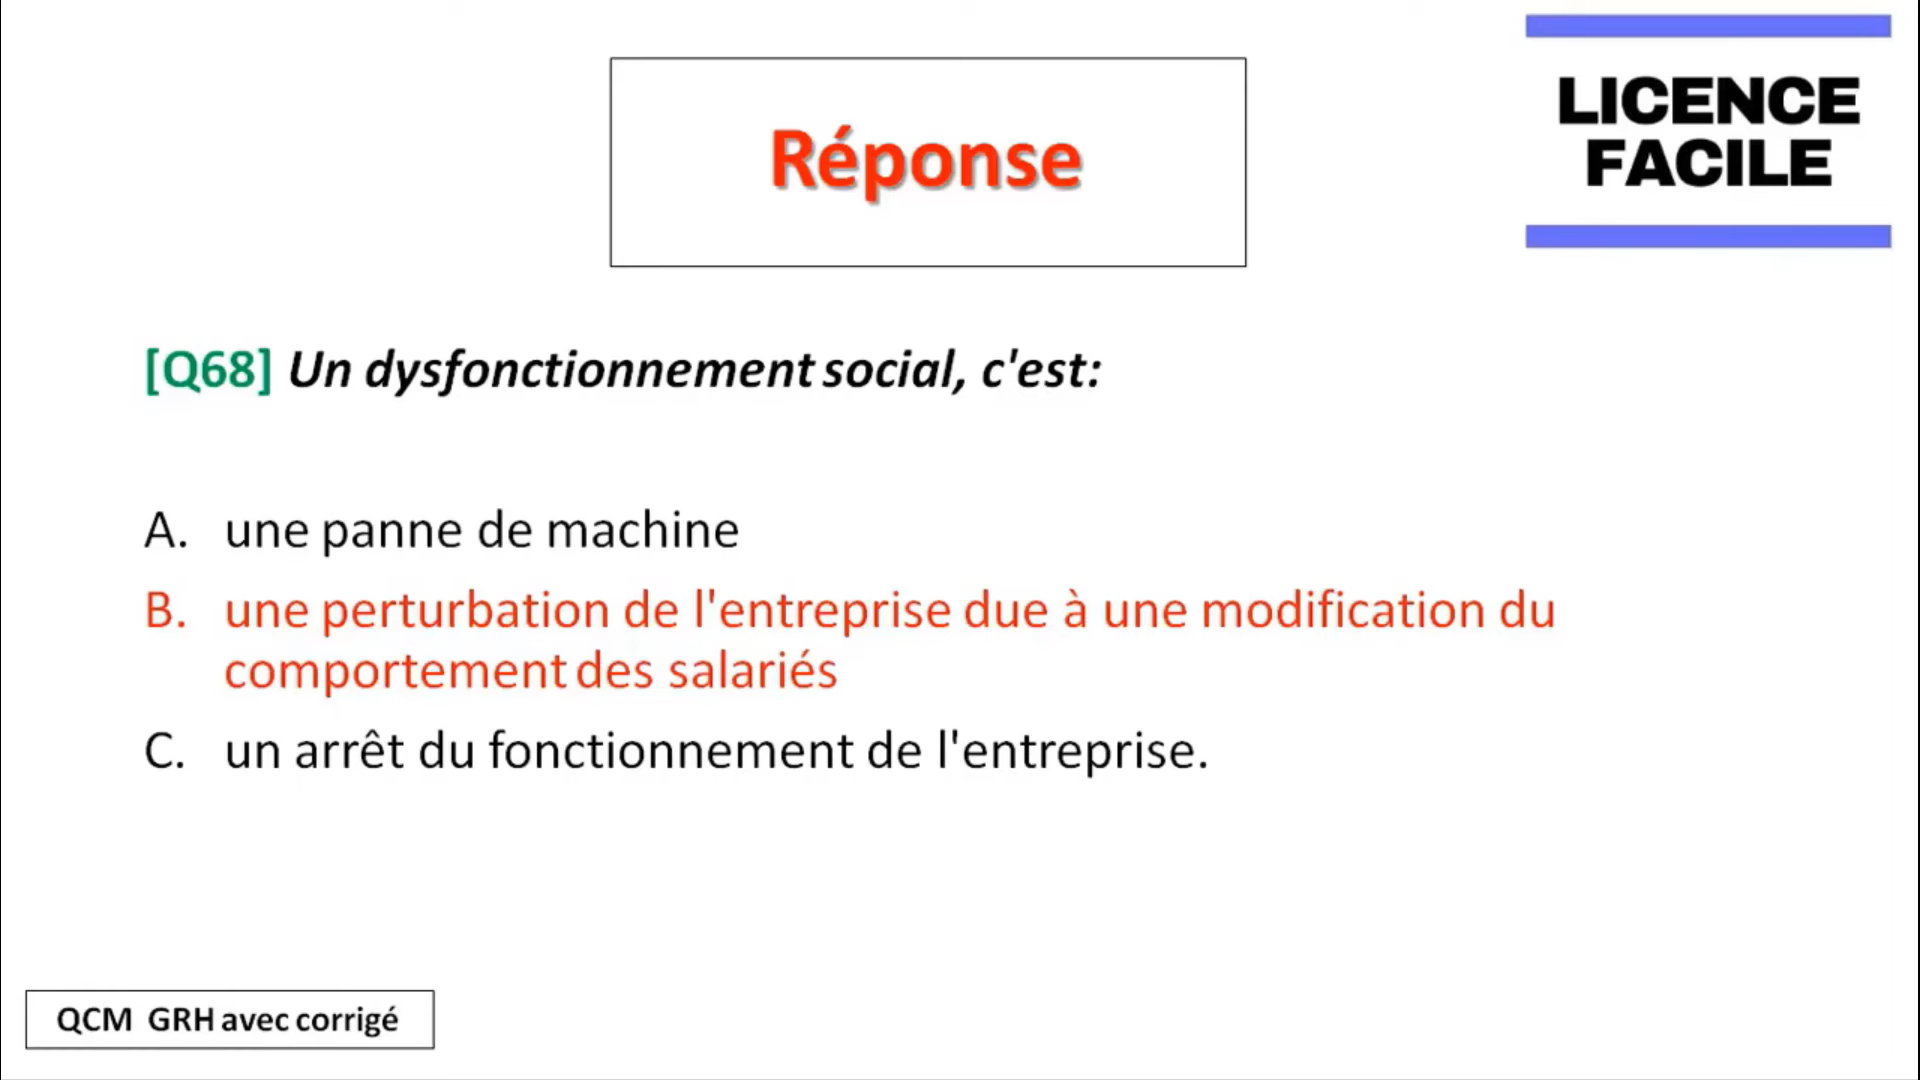 Réponse
LICENCE
FACILE
[Q68] Un dysfonctionnement social, c'est:
A. une panne de machine
B. une perturbation de l'entreprise due à une modification du
comportement des salariés
C. un arrêt du fonctionnement de l'entreprise.
QCM GRH avec corrigé